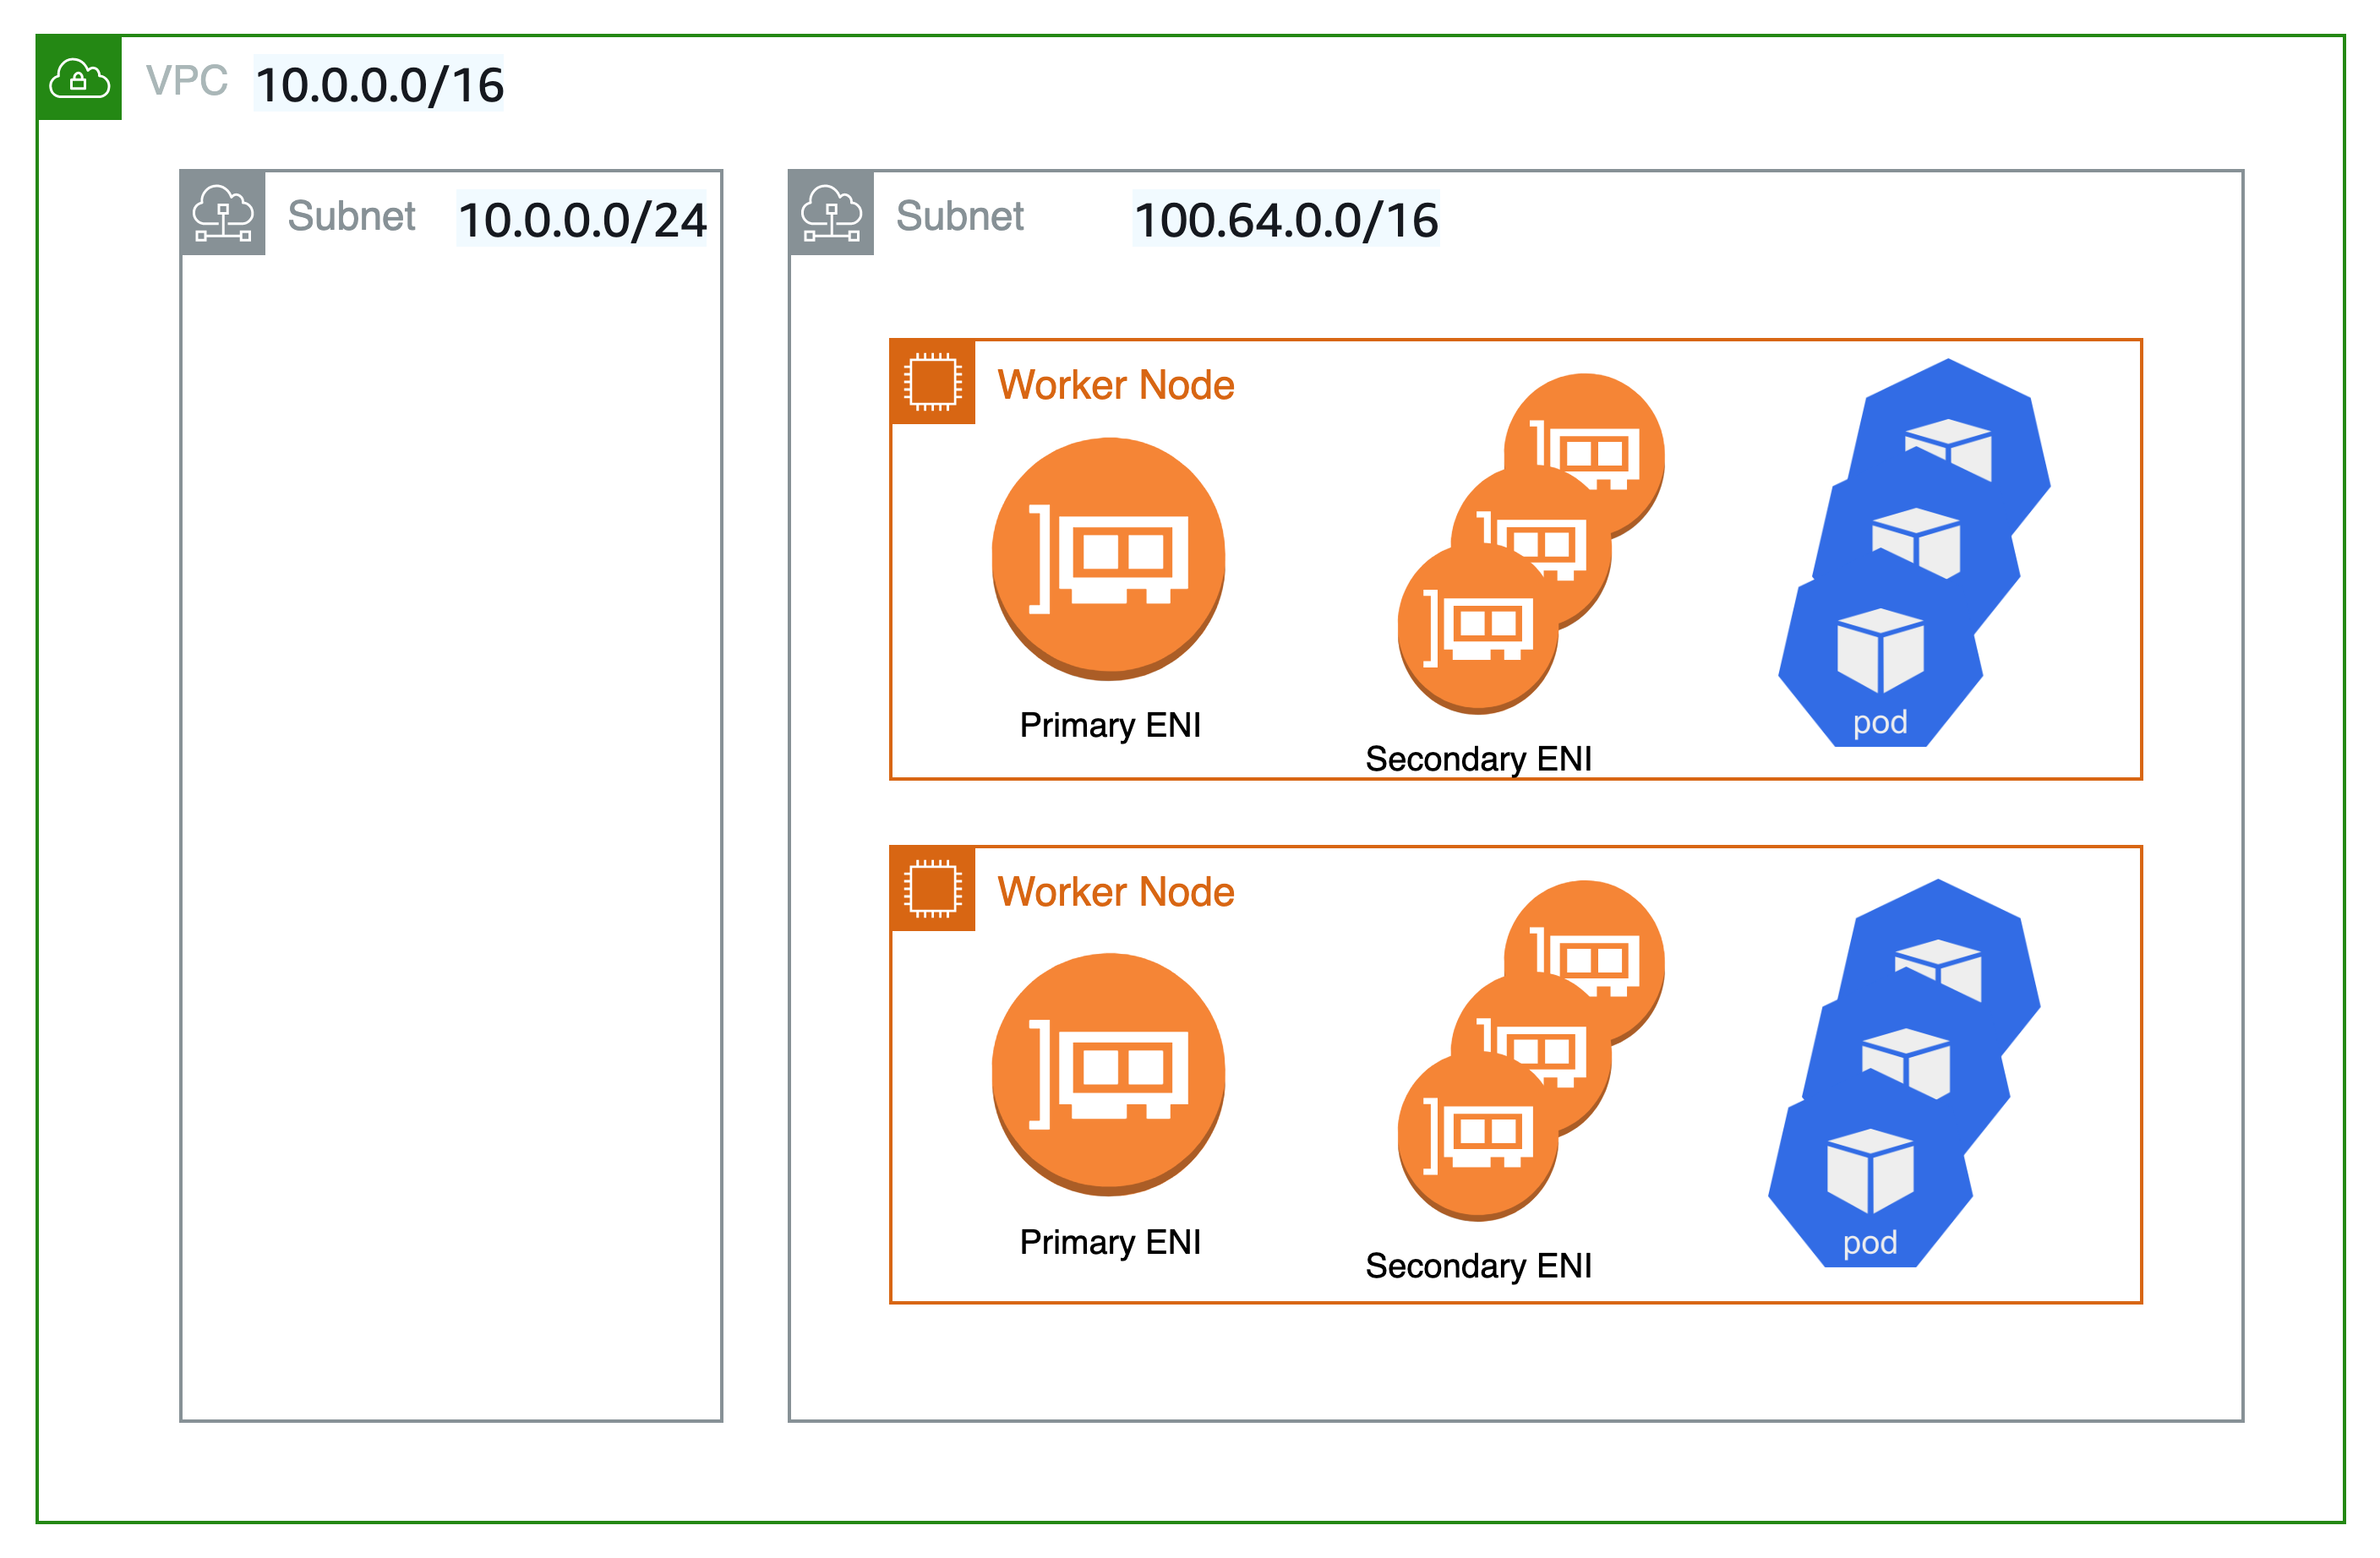 VPC 10.0.0.0/16
Subnet 10.0.0.0/24
Subnet 100.64.0.0/16
Worker Node
pod
Primary ENI
Secondary ENI
Worker Node
Primary ENI
pod
Secondary ENI